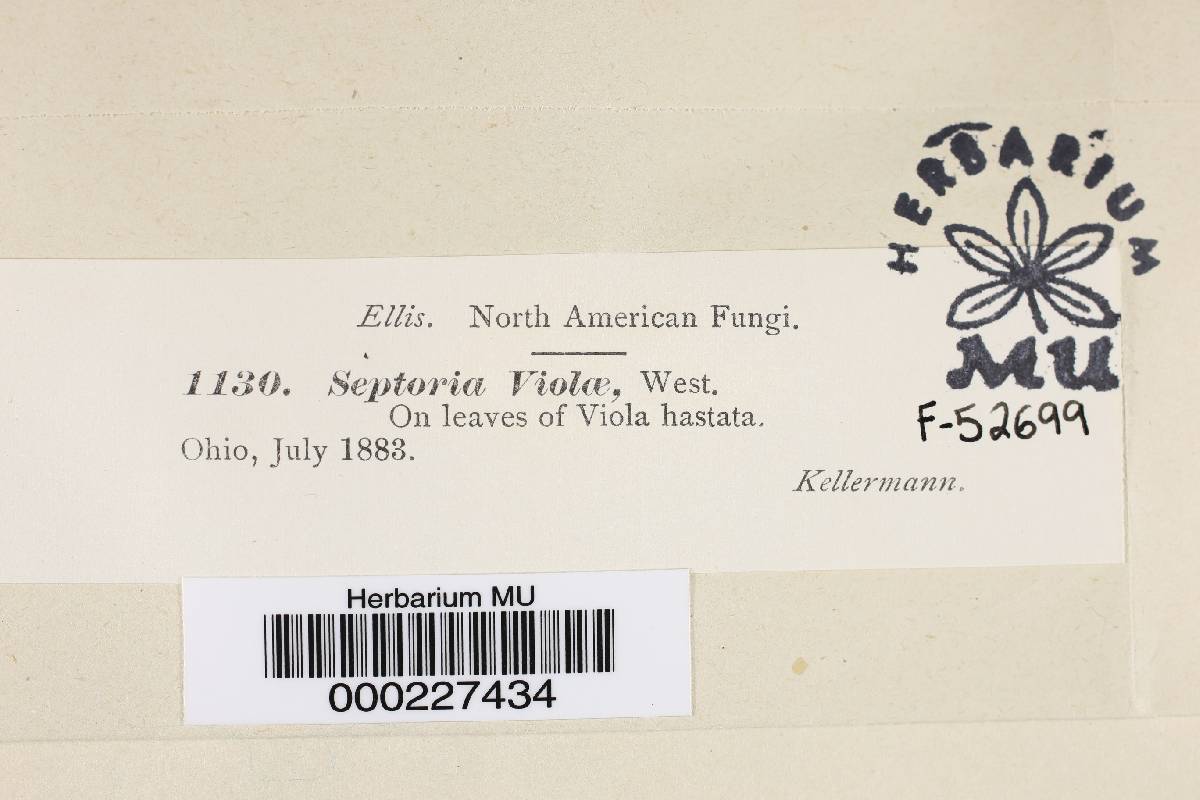 HERBARIUM
MU
F-52699
Ellis. North American Fungi.
1130. Septoria Violæ, West.
On leaves of Viola hastata.
Ohio, July 1883.
Kellermann.
Herbarium MU
000227434